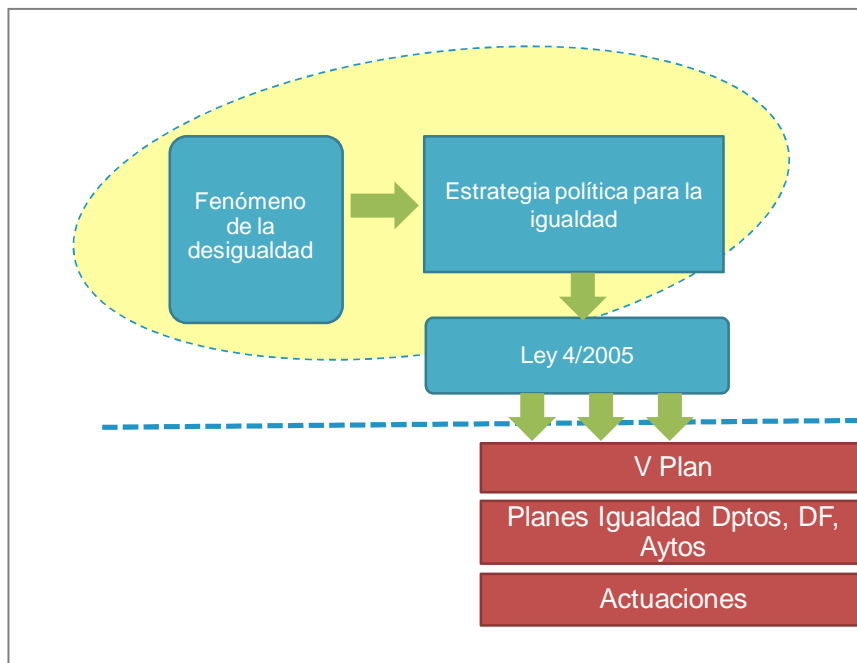 Fenómeno
de la
desigualdad
Estrategia política para la
igualdad
Ley 4/2005
V Plan
Planes Igualdad Dptos, DF,
Aytos
Actuaciones